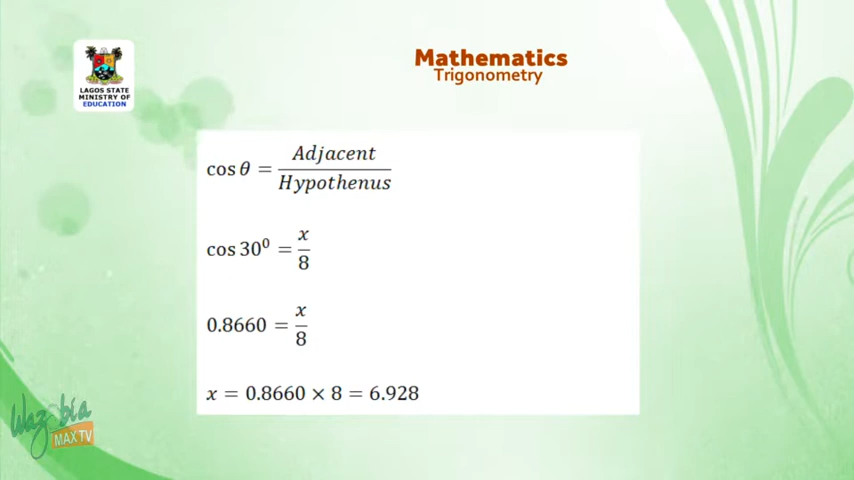 Mathematics
Trigonometry
LAGOS STATE
MINISTRY OF
EDUCATION
cos θ = Adjacent / Hypothenus
cos 30⁰ = x / 8
0.8660 = x / 8
x = 0.8660 × 8 = 6.928
Wazobia
MAX TV